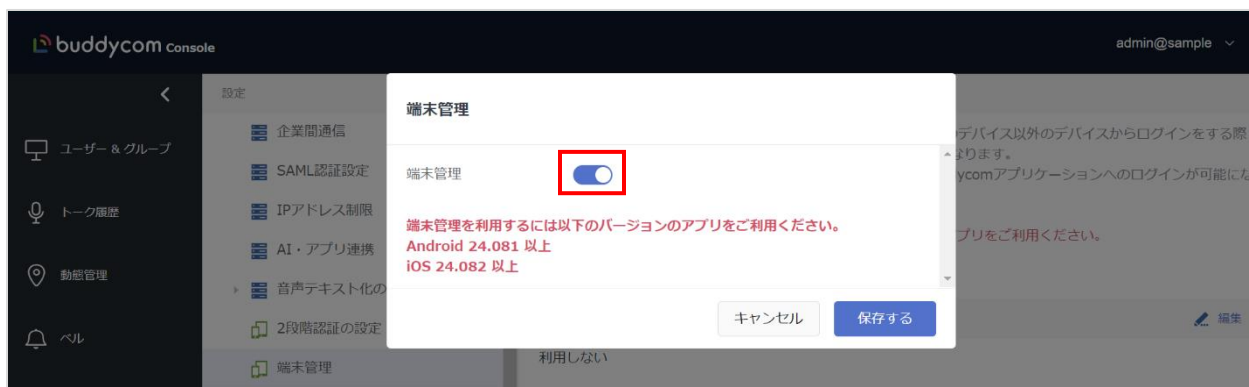 buddycom Console
admin@sample
設定
端末管理
企業間通信
デバイス以外のデバイスからログインをする際
ユーザー & グループ
なります。
SAML認証設定
端末管理
ycomアプリケーションへのログインが可能にな
トーク履歴
IPアドレス制限
端末管理を利用するには以下のバージョンのアプリをご利用ください。
プリをご利用ください。
AI・アプリ連携
Android 24.081 以上
iOS 24.082 以上
動態管理
音声テキスト化の
キャンセル
保存する
2段階認証の設定
編集
ベル
利用しない
端末管理